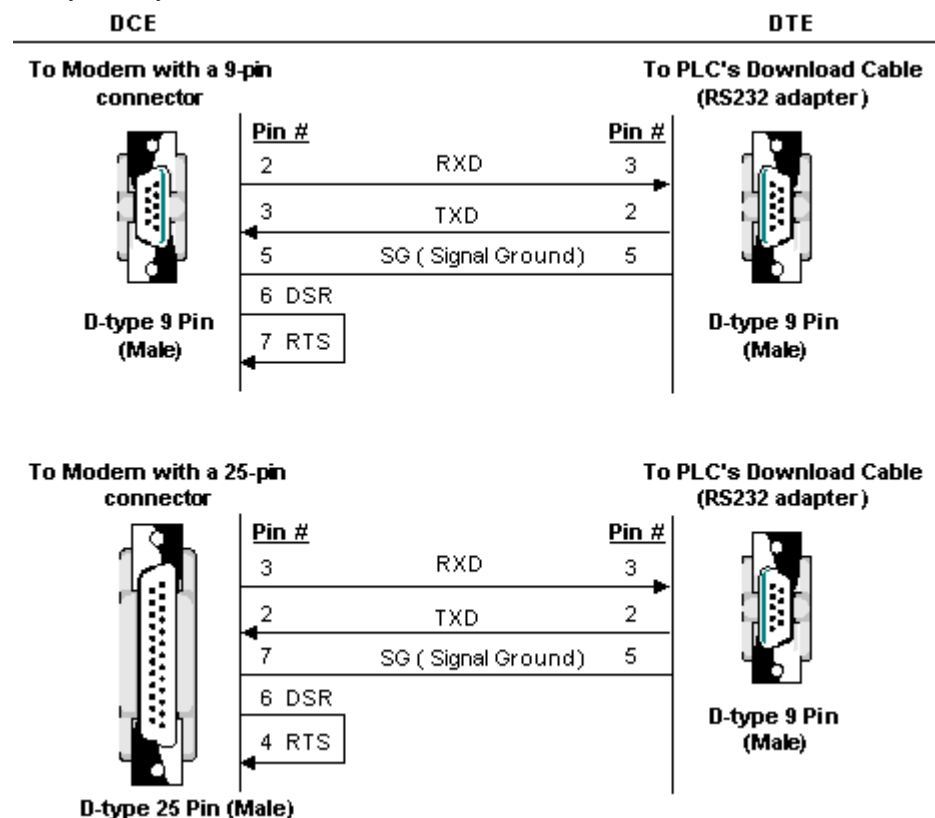 DCE DTE
To Modem with a 9-pin
connector
To PLC's Download Cable
(RS232 adapter)
Pin # Pin #
2 RXD 3
3 TXD 2
5 SG ( Signal Ground) 5
6 DSR
7 RTS
D-type 9 Pin
(Male)
D-type 9 Pin
(Male)
To Modem with a 25-pin
connector
To PLC's Download Cable
(RS232 adapter)
Pin # Pin #
3 RXD 3
2 TXD 2
7 SG ( Signal Ground) 5
6 DSR
4 RTS
D-type 9 Pin
(Male)
D-type 25 Pin (Male)